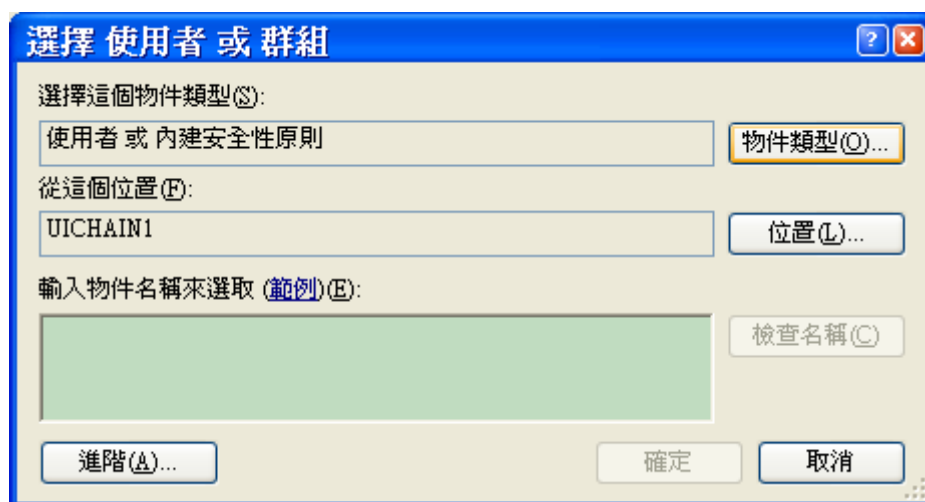 選擇 使用者 或 群組
選擇這個物件類型(S):
使用者 或 內建安全性原則
物件類型(O)...
從這個位置(F):
UICHAIN1
位置(L)...
輸入物件名稱來選取 (範例)(E):
檢查名稱(C)
進階(A)...
確定
取消